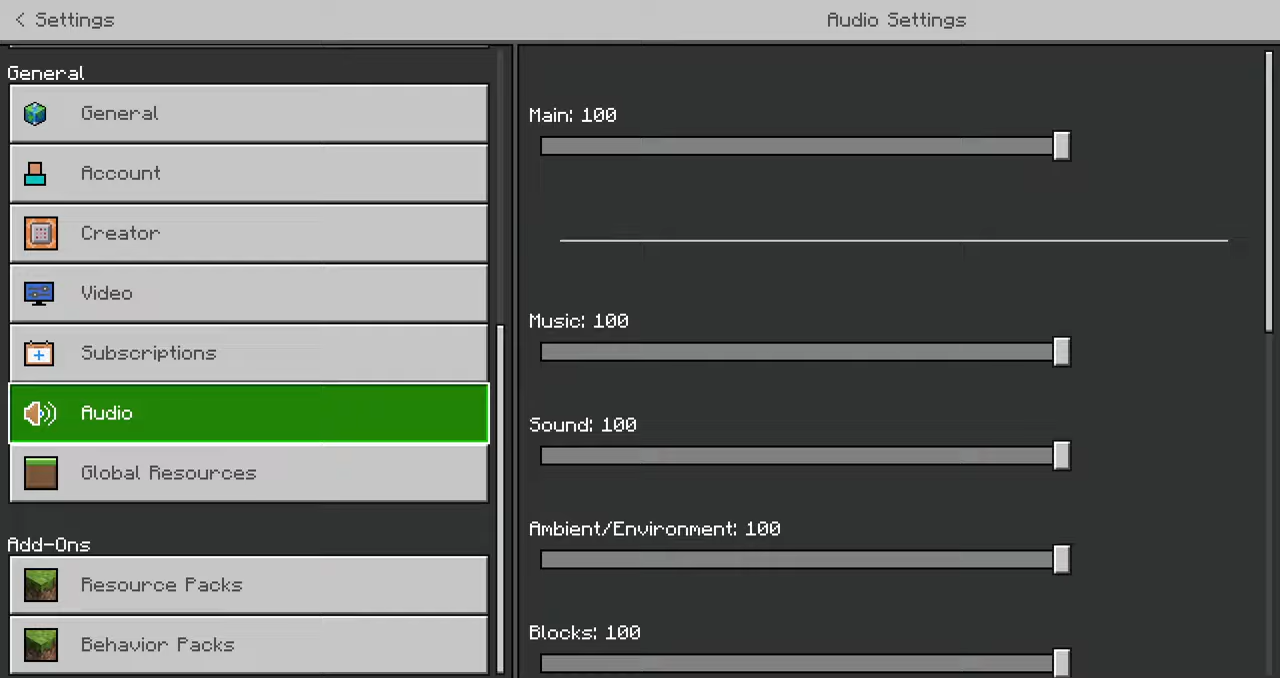 < Settings
Audio Settings
General
General
Account
Creator
Video
Subscriptions
Audio
Global Resources
Add-Ons
Resource Packs
Behavior Packs
Main: 100
Music: 100
Sound: 100
Ambient/Environment: 100
Blocks: 100